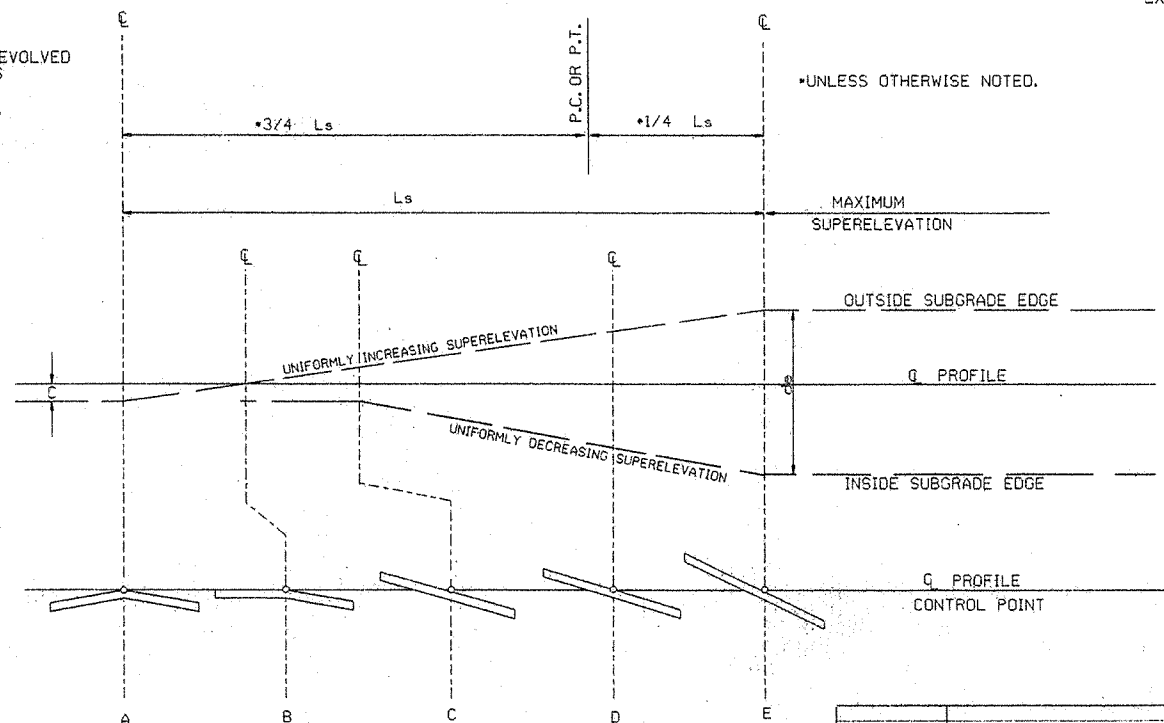 EVOLVED
℄
℄
P.C. OR P.T.
*UNLESS OTHERWISE NOTED.
*3/4 Ls
*1/4 Ls
Ls
MAXIMUM
SUPERELEVATION
℄
℄
℄
OUTSIDE SUBGRADE EDGE
UNIFORMLY INCREASING SUPERELEVATION
C
℄ PROFILE
UNIFORMLY DECREASING SUPERELEVATION
INSIDE SUBGRADE EDGE
℄ PROFILE
CONTROL POINT
A
B
C
D
E